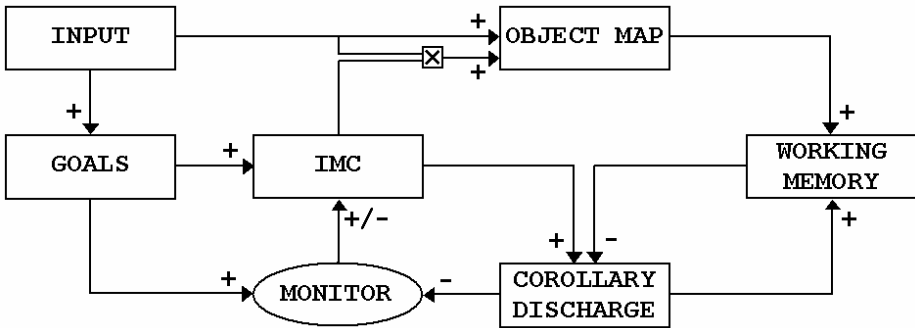 INPUT
+
OBJECT MAP
+
+
+
+
GOALS
+
IMC
WORKING
MEMORY
+/-
+
-
+
+
MONITOR
-
COROLLARY
DISCHARGE